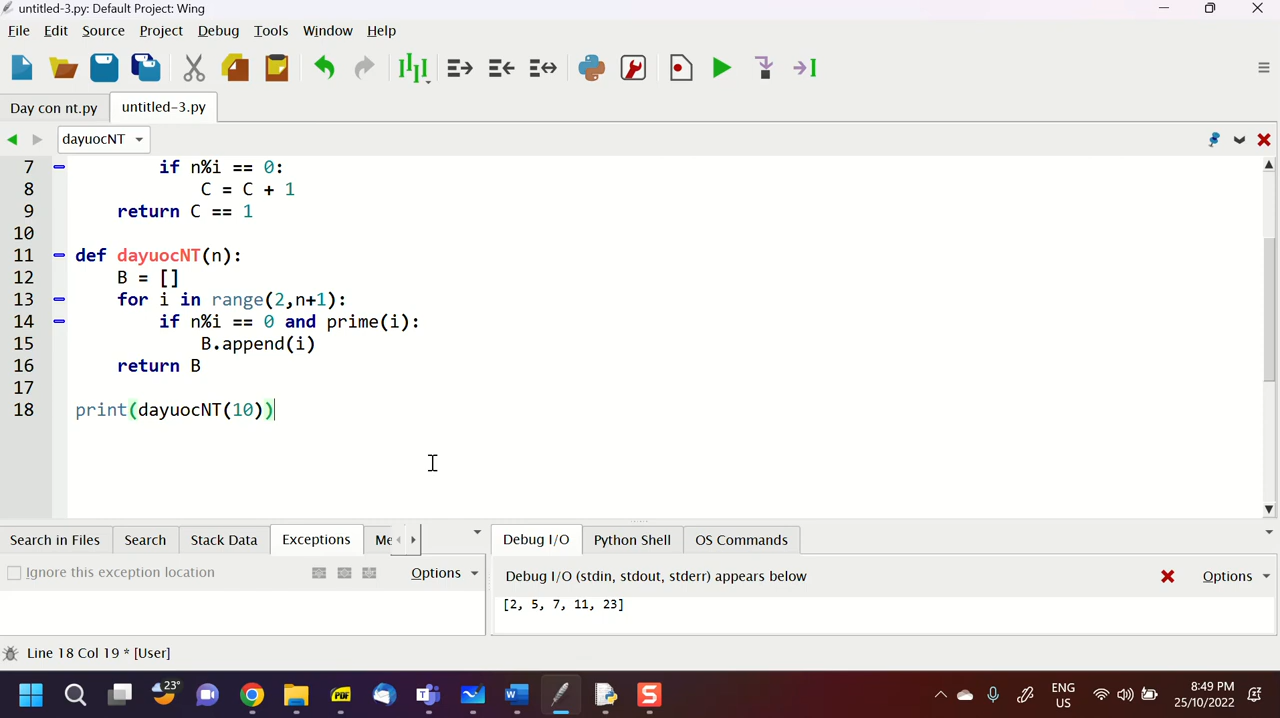 untitled-3.py: Default Project: Wing
File Edit Source Project Debug Tools Window Help
Day con nt.py untitled-3.py
dayuocNT
7 if n%i == 0:
8 C = C + 1
9 return C == 1
10
11 def dayuocNT(n):
12 B = []
13 for i in range(2,n+1):
14 if n%i == 0 and prime(i):
15 B.append(i)
16 return B
17
18 print(dayuocNT(10))
Search in Files Search Stack Data Exceptions Me
Debug I/O Python Shell OS Commands
Ignore this exception location Options
Debug I/O (stdin, stdout, stderr) appears below Options
[2, 5, 7, 11, 23]
Line 18 Col 19 * [User]
23°
PDF
W
S
ENG
US
8:49 PM
25/10/2022